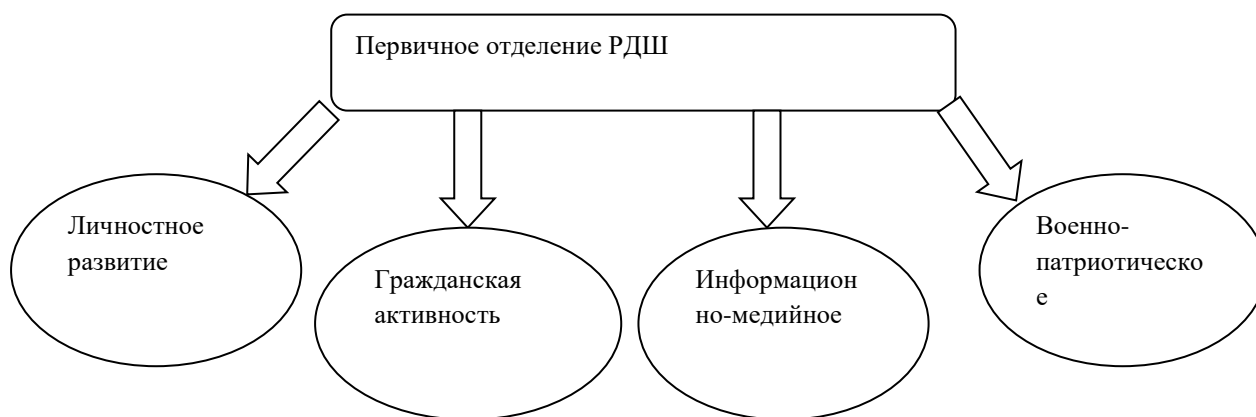 Первичное отделение РДШ
Личностное
развитие
Гражданская
активность
Информацион
но-медийное
Военно-
патриотическо
е